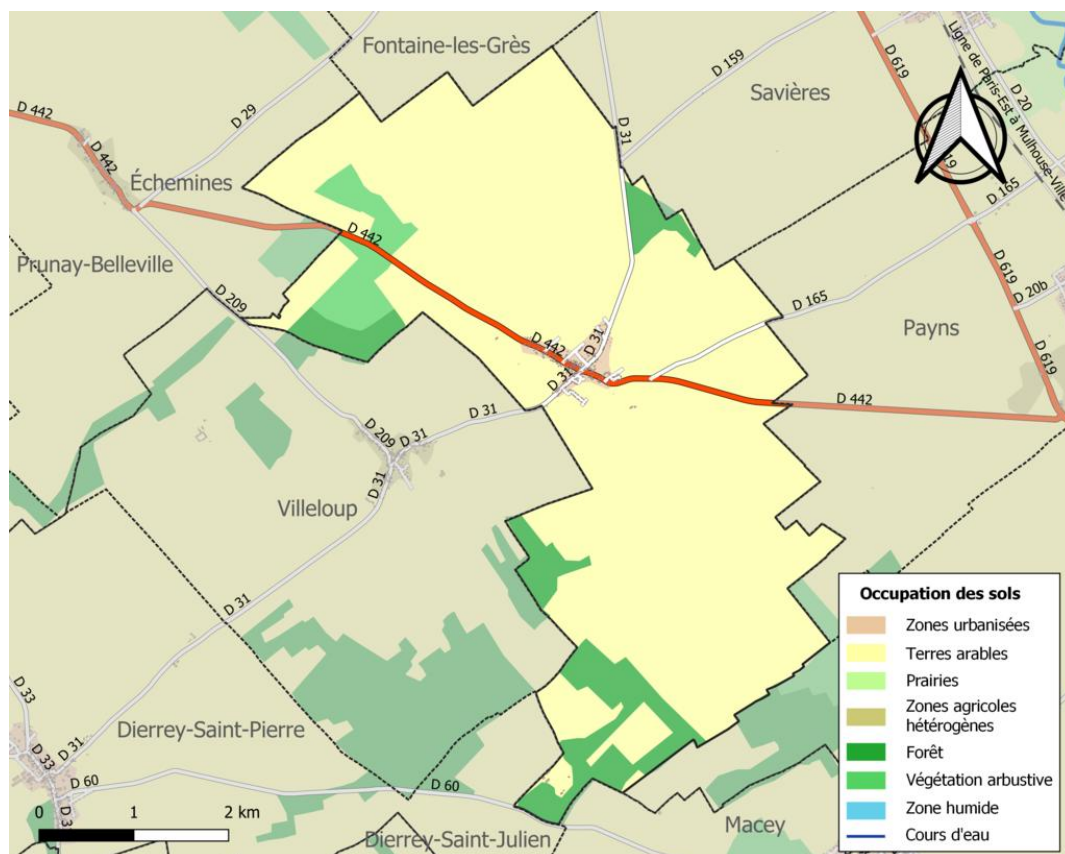 Fontaine-les-Grès
Savières
D 159
D 619
D 20
Ligne de Paris-Est à Mulhouse-Ville
D 442
D 29
D 31
D 442
19
Échemines
D 165
D 442
Prunay-Belleville
D 209
D 619
D 165
D 20b
Payns
D 442
D 31
D 31
D 619
D 442
D 31
D 209
D 31
D 31
Villeloup
D 31
D 33
Dierrey-Saint-Pierre
D 31
D 33
D 60
D 60
D 3
0 1 2 km
Dierrey-Saint-Julien
Macey
Occupation des sols
Zones urbanisées
Terres arables
Prairies
Zones agricoles
hétérogènes
Forêt
Végétation arbustive
Zone humide
Cours d'eau